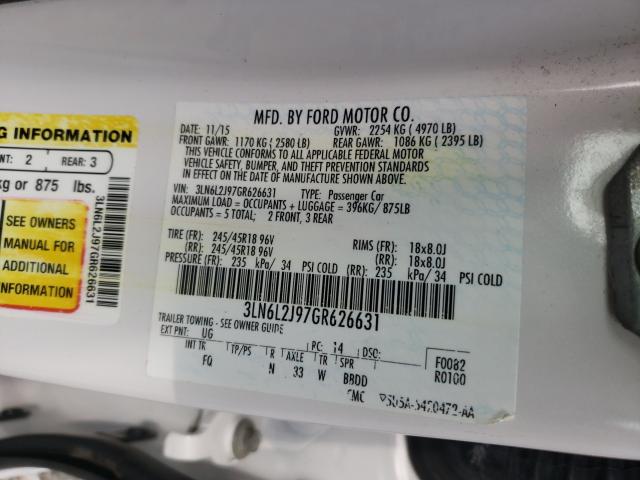 G INFORMATION
NT: 2 REAR: 3
kg or 875 lbs.
SEE OWNERS
MANUAL FOR
ADDITIONAL
INFORMATION
3LN6L2J97GR626631
MFD. BY FORD MOTOR CO.
DATE: 11/15 GVWR: 2254 KG ( 4970 LB)
FRONT GAWR: 1170 KG ( 2580 LB) REAR GAWR: 1086 KG ( 2395 LB)
THIS VEHICLE CONFORMS TO ALL APPLICABLE FEDERAL MOTOR
VEHICLE SAFETY, BUMPER, AND THEFT PREVENTION STANDARDS
IN EFFECT ON THE DATE OF MANUFACTURE SHOWN ABOVE.
VIN: 3LN6L2J97GR626631 TYPE: Passenger Car
MAXIMUM LOAD = OCCUPANTS + LUGGAGE = 396KG/875LB
OCCUPANTS = 5 TOTAL; 2 FRONT, 3 REAR
TIRE (FR): 245/45R18 96V RIMS (FR): 18x8.0J
(RR): 245/45R18 96V (RR): 18x8.0J
PRESSURE (FR): 235 kPa/ 34 PSI COLD (RR): 235 kPa/ 34 PSI COLD
3LN6L2J97GR626631
TRAILER TOWING - SEE OWNER GUIDE
EXT PNT: UG RC: 14 DSO: F0082
INT TR TP/PS R AXLE TR SPR R0100
FQ N 33 W BBDD